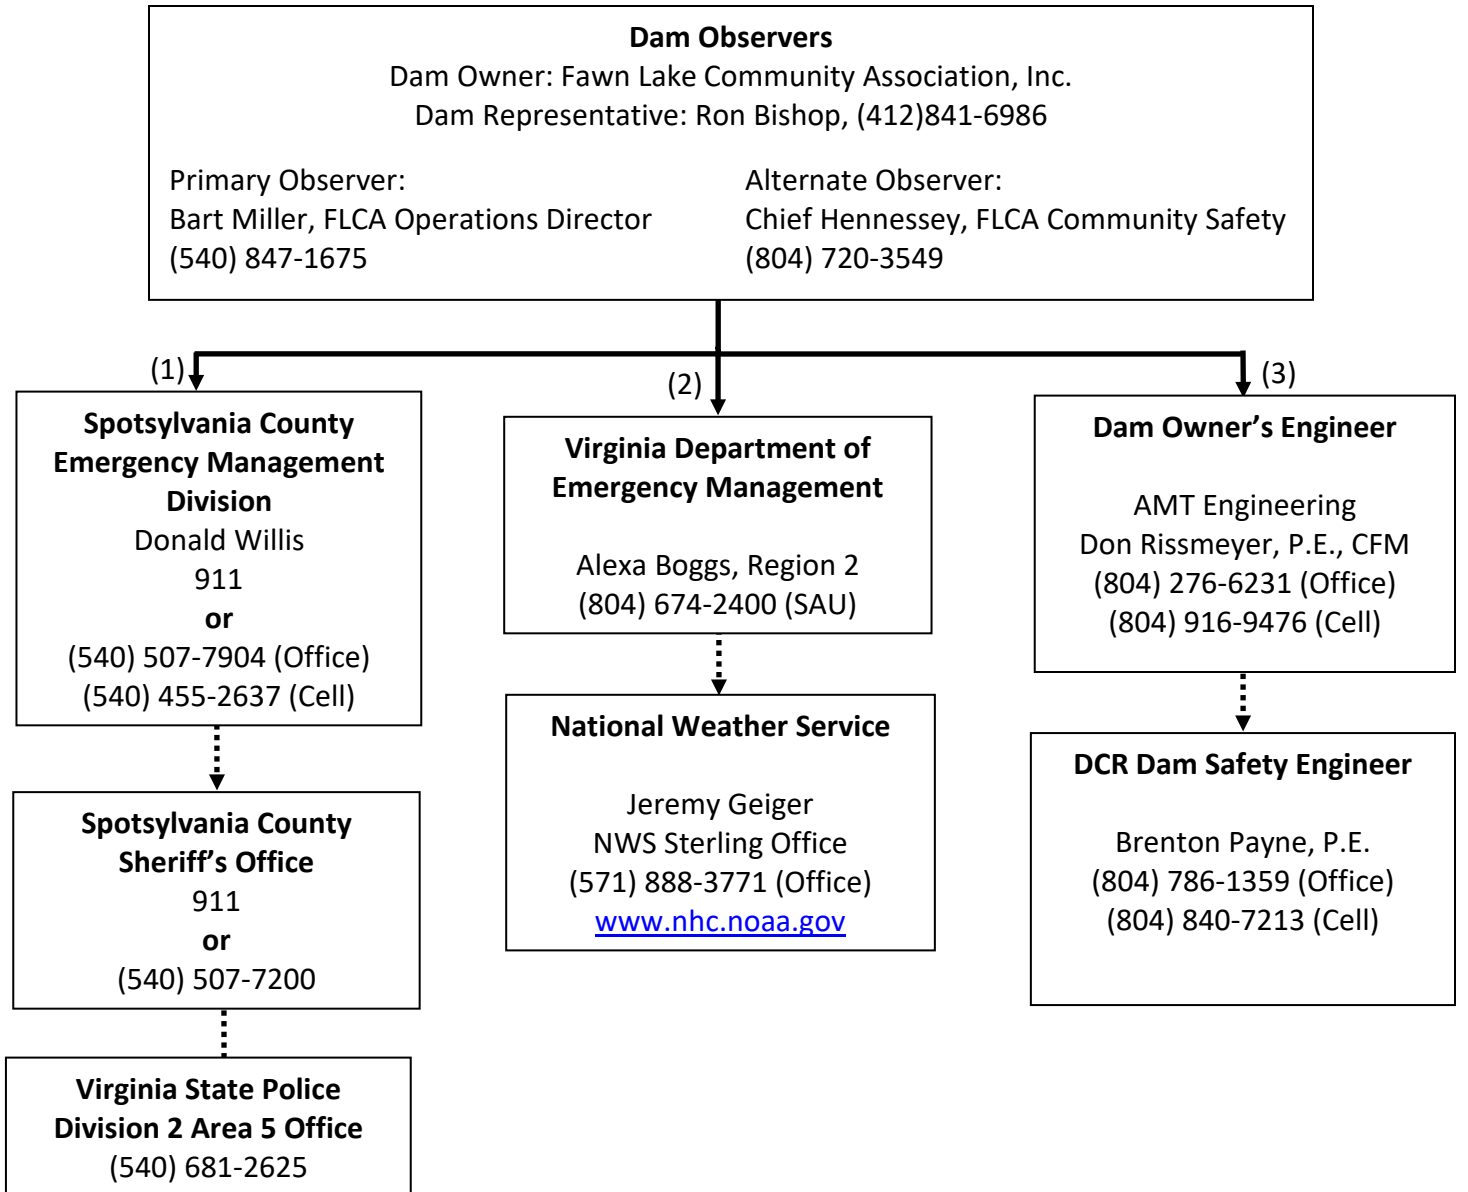 Dam Observers
Dam Owner: Fawn Lake Community Association, Inc.
Dam Representative: Ron Bishop, (412)841-6986
Primary Observer:
Bart Miller, FLCA Operations Director
(540) 847-1675
Alternate Observer:
Chief Hennessey, FLCA Community Safety
(804) 720-3549
(1)
Spotsylvania County
Emergency Management
Division
Donald Willis
911
or
(540) 507-7904 (Office)
(540) 455-2637 (Cell)
Spotsylvania County
Sheriff’s Office
911
or
(540) 507-7200
Virginia State Police
Division 2 Area 5 Office
(540) 681-2625
(2)
Virginia Department of
Emergency Management
Alexa Boggs, Region 2
(804) 674-2400 (SAU)
National Weather Service
Jeremy Geiger
NWS Sterling Office
(571) 888-3771 (Office)
www.nhc.noaa.gov
(3)
Dam Owner’s Engineer
AMT Engineering
Don Rissmeyer, P.E., CFM
(804) 276-6231 (Office)
(804) 916-9476 (Cell)
DCR Dam Safety Engineer
Brenton Payne, P.E.
(804) 786-1359 (Office)
(804) 840-7213 (Cell)